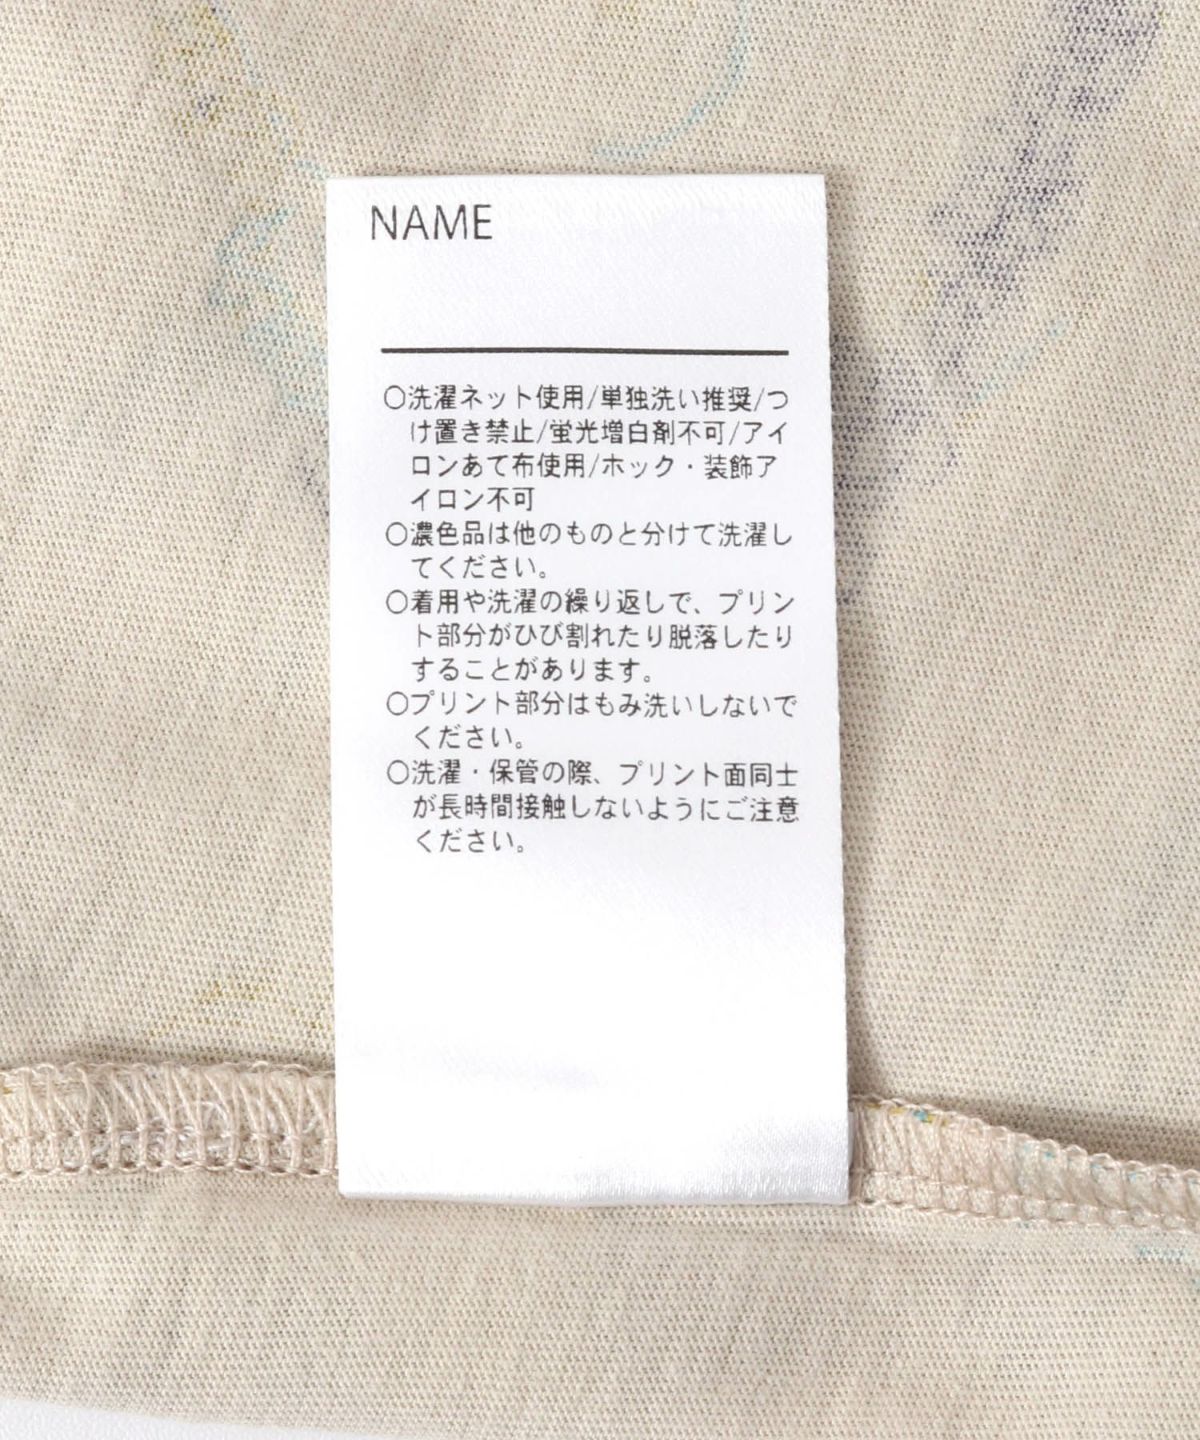 NAME
○洗濯ネット使用/単独洗い推奨/つ
け置き禁止/蛍光増白剤不可/アイ
ロンあて布使用/ホック・装飾ア
イロン不可
○濃色品は他のものと分けて洗濯し
てください。
○着用や洗濯の繰り返しで、プリン
ト部分がひび割れたり脱落したり
することがあります。
○プリント部分はもみ洗いしないで
ください。
○洗濯・保管の際、プリント面同士
が長時間接触しないようにご注意
ください。